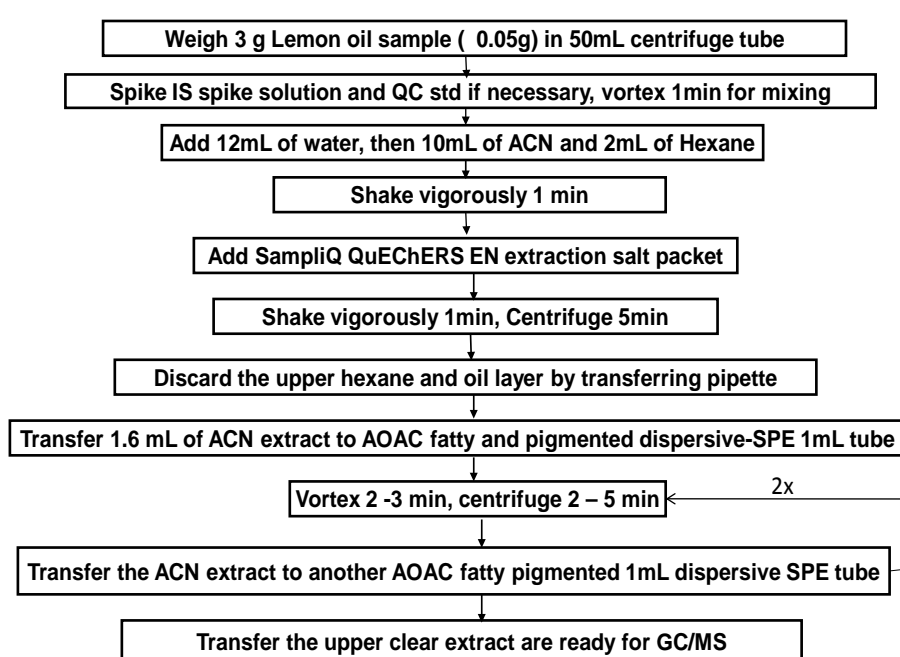 Weigh 3 g Lemon oil sample ( 0.05g) in 50mL centrifuge tube
Spike IS spike solution and QC std if necessary, vortex 1min for mixing
Add 12mL of water, then 10mL of ACN and 2mL of Hexane
Shake vigorously 1 min
Add SampliQ QuEChERS EN extraction salt packet
Shake vigorously 1min, Centrifuge 5min
Discard the upper hexane and oil layer by transferring pipette
Transfer 1.6 mL of ACN extract to AOAC fatty and pigmented dispersive-SPE 1mL tube
Vortex 2 -3 min, centrifuge 2 – 5 min
2x
Transfer the ACN extract to another AOAC fatty pigmented 1mL dispersive SPE tube
Transfer the upper clear extract are ready for GC/MS